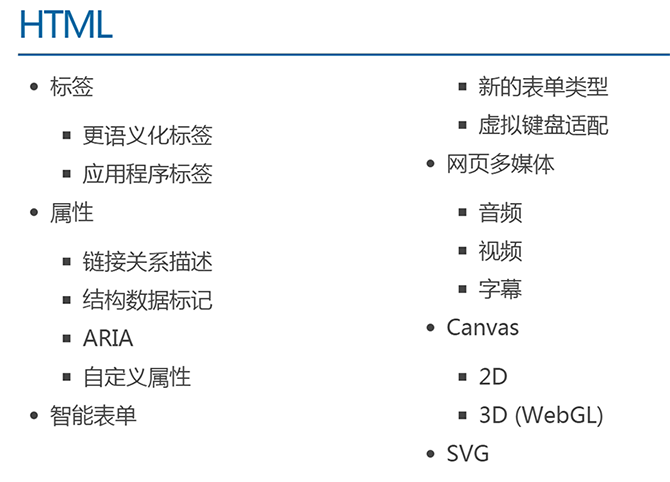 HTML
• 标签
▪ 更语义化标签
▪ 应用程序标签
• 属性
▪ 链接关系描述
▪ 结构数据标记
▪ ARIA
▪ 自定义属性
• 智能表单
▪ 新的表单类型
▪ 虚拟键盘适配
• 网页多媒体
▪ 音频
▪ 视频
▪ 字幕
• Canvas
▪ 2D
▪ 3D (WebGL)
• SVG